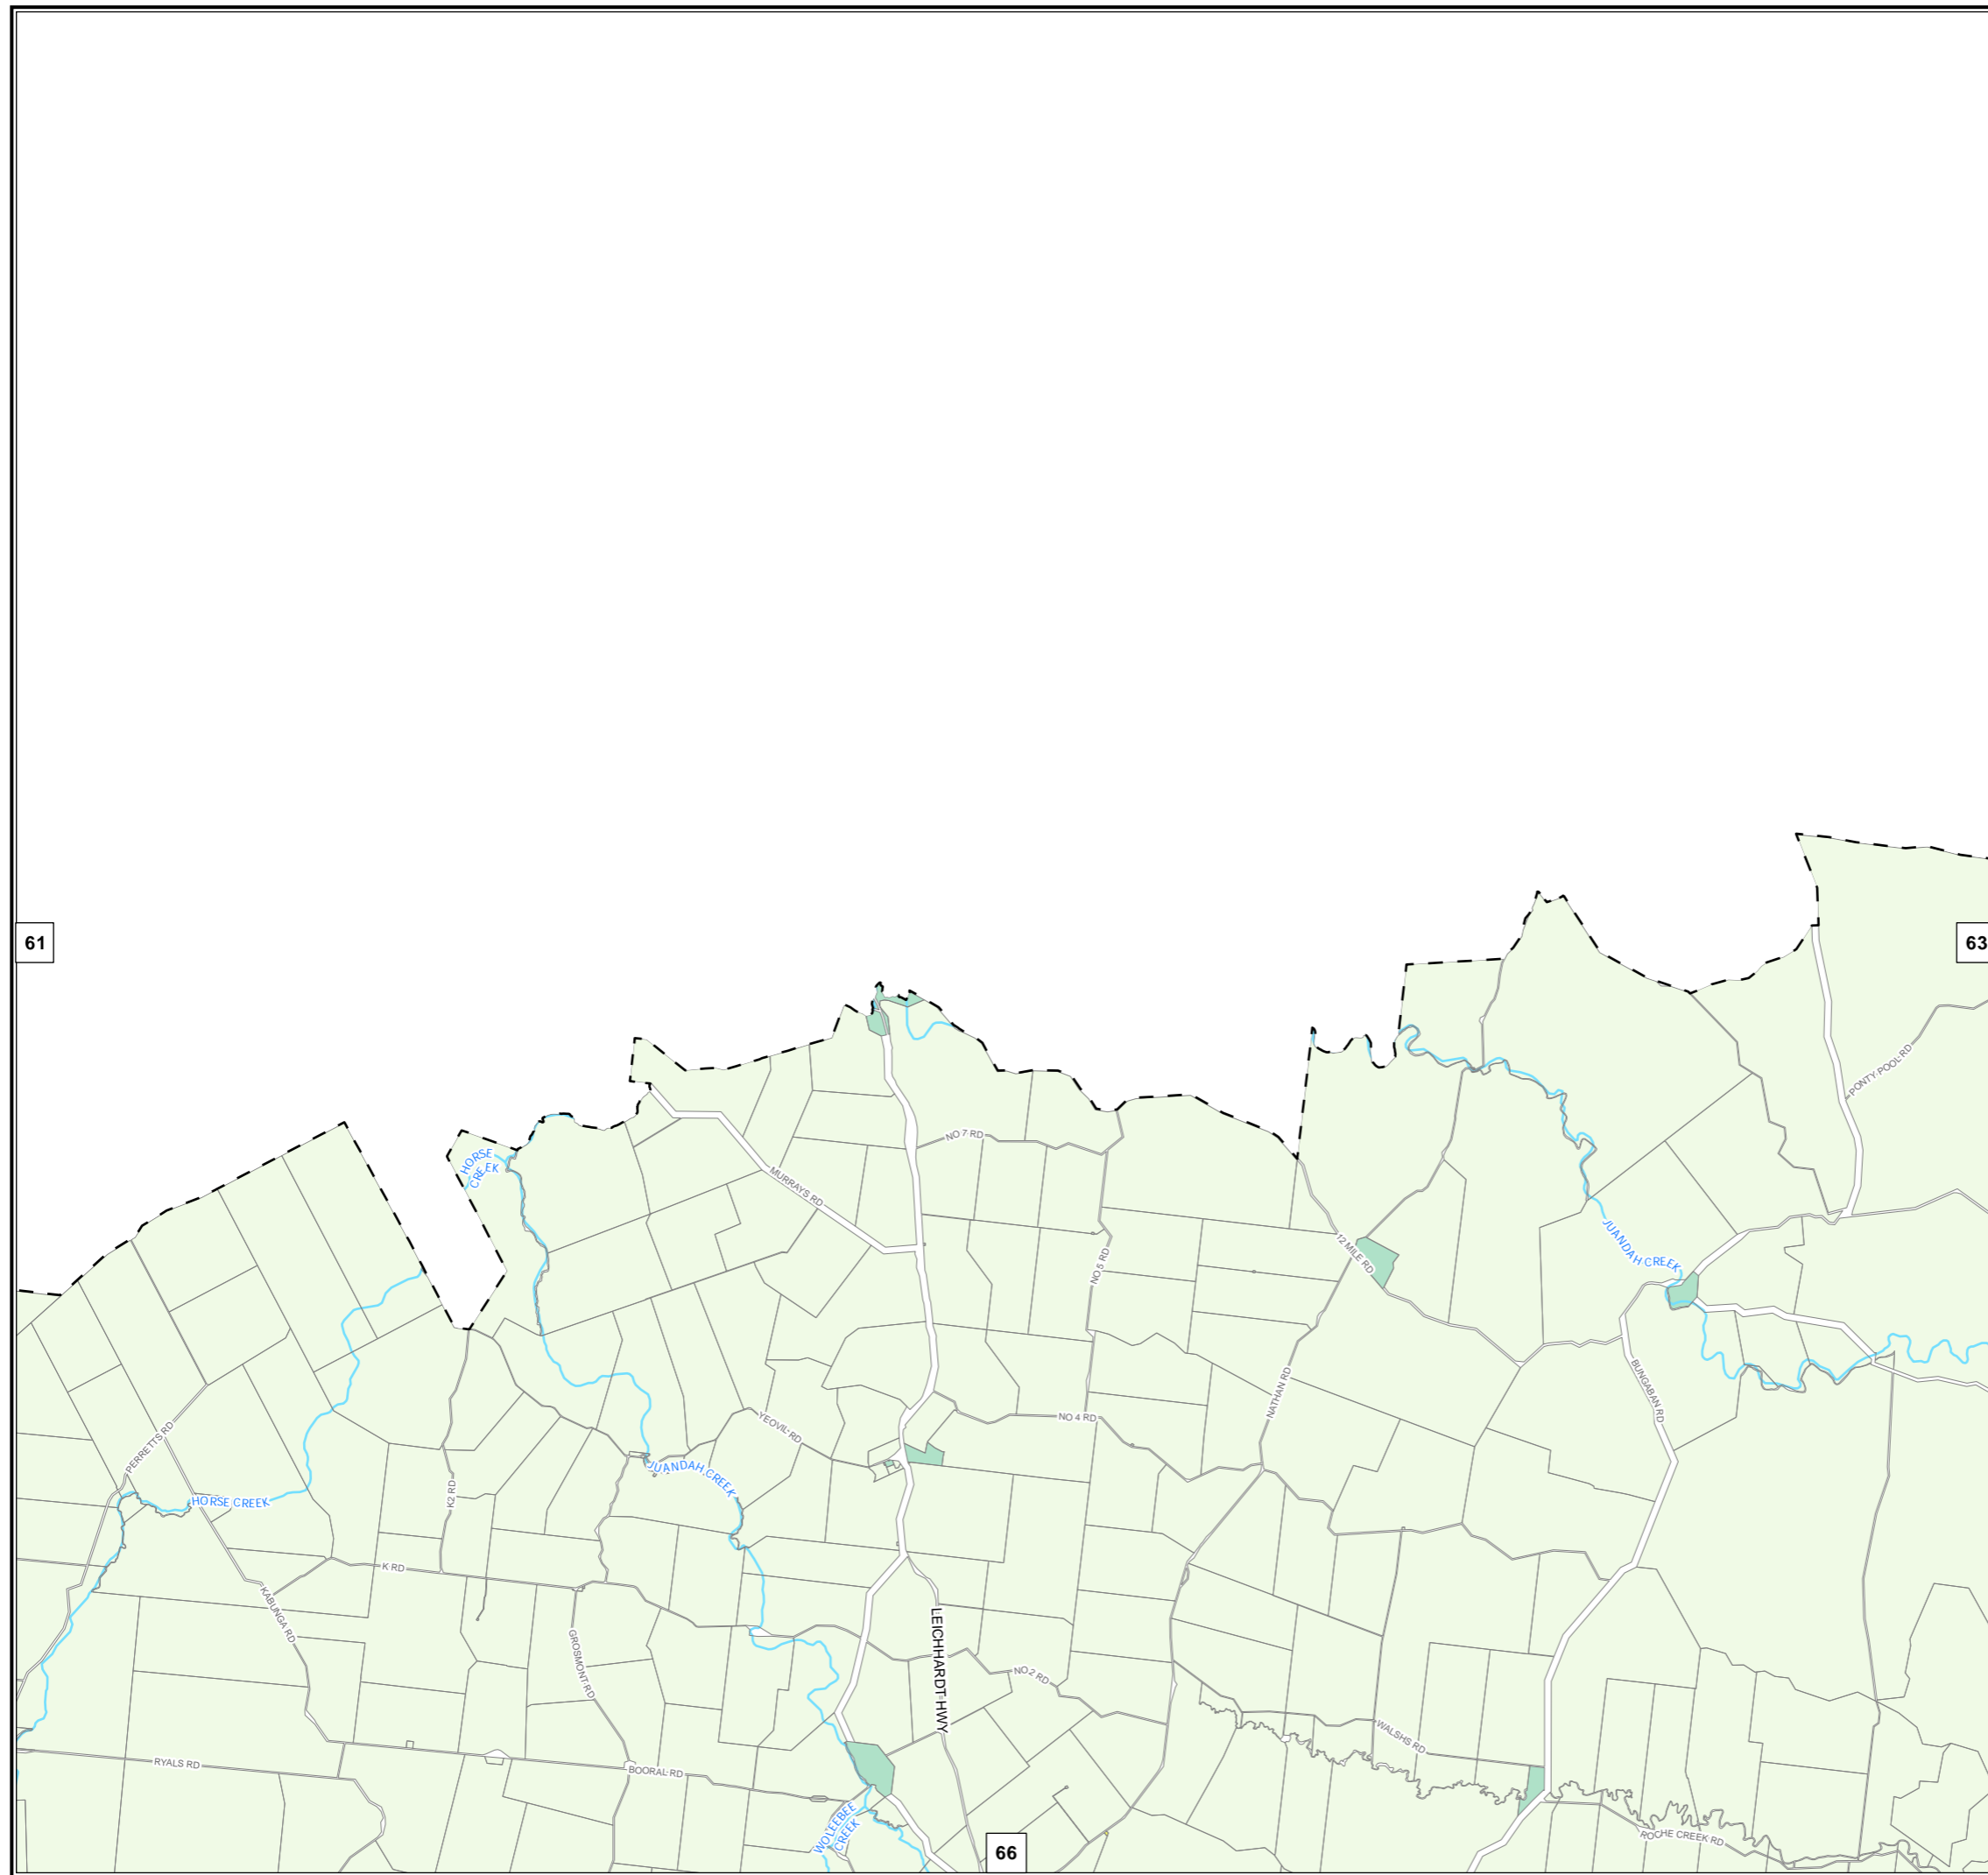 61
63
PONTY POOL RD
NO 7 RD
HORSE
CREEK
MURRAYS RD
12 MILE RD
JUANDAH CREEK
NO 5 RD
NATHAN RD
BUNGABAN RD
YEOVIL RD
NO 4 RD
PERRETTS RD
JUANDAH CREEK
HORSE CREEK
K2 RD
K RD
KABUNGA RD
GROSMONT RD
LEICHHARDT HWY
NO 2 RD
WALSHS RD
RYALS RD
BOORAL RD
WOLEEBEE
CREEK
ROCHE CREEK RD
66